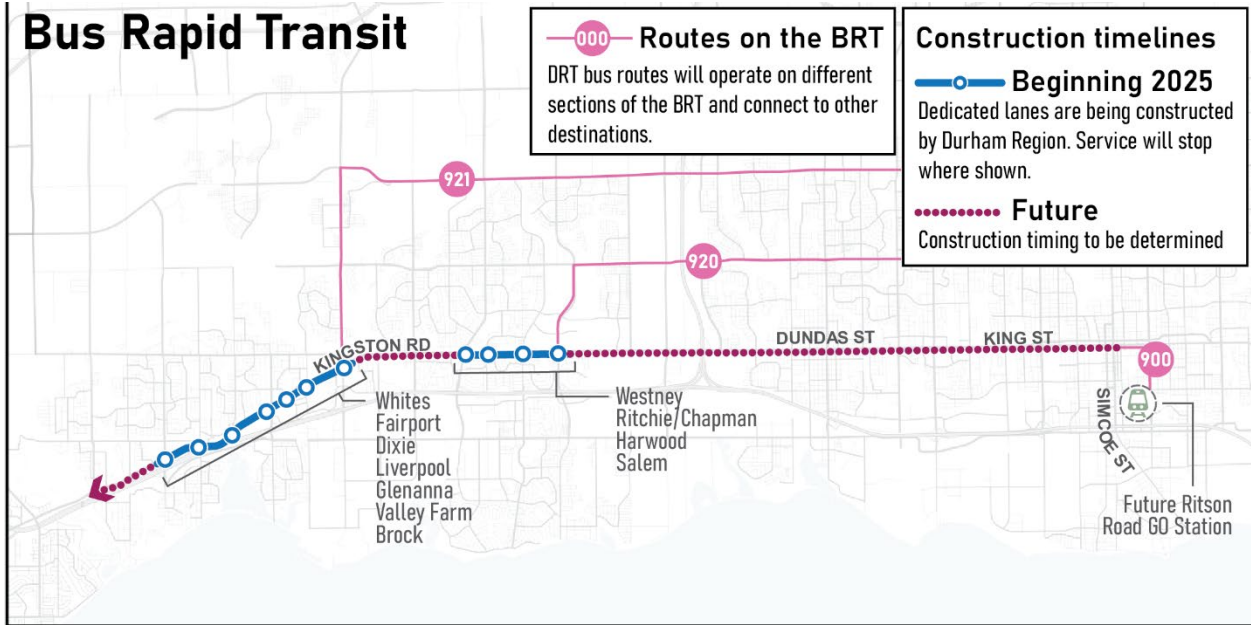 Bus Rapid Transit
000 Routes on the BRT
DRT bus routes will operate on different
sections of the BRT and connect to other
destinations.
Construction timelines
Beginning 2025
Dedicated lanes are being constructed
by Durham Region. Service will stop
where shown.
Future
Construction timing to be determined
921
920
KINGSTON RD
DUNDAS ST
KING ST
900
SIMCOE ST
Whites
Fairport
Dixie
Liverpool
Glenanna
Valley Farm
Brock
Westney
Ritchie/Chapman
Harwood
Salem
Future Ritson
Road GO Station